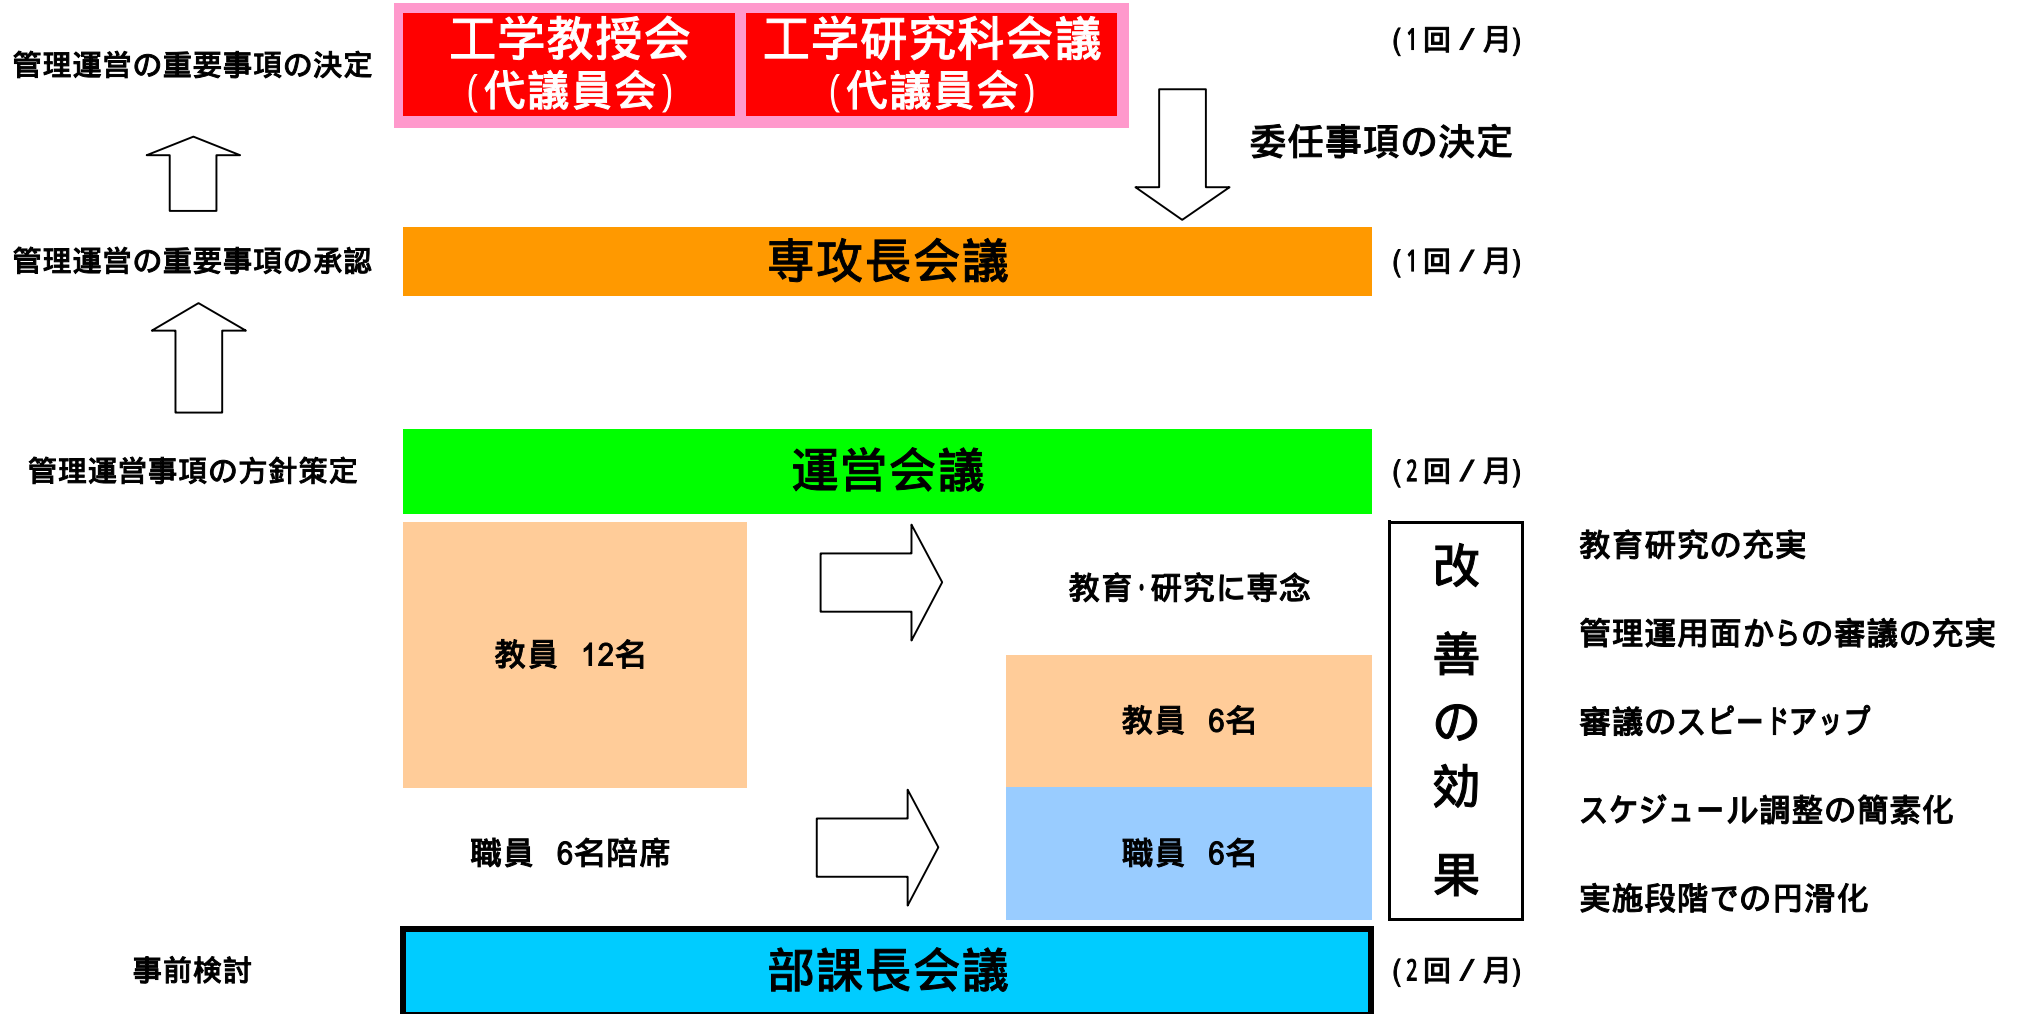 管理運営の重要事項の決定
工学教授会
(代議員会)
工学研究科会議
(代議員会)
(1回/月)
委任事項の決定
管理運営の重要事項の承認
専攻長会議
(1回/月)
管理運営事項の方針策定
運営会議
(2回/月)
教員 12名
教育・研究に専念
教員 6名
職員 6名陪席
職員 6名
改善の効果
教育研究の充実
管理運用面からの審議の充実
審議のスピードアップ
スケジュール調整の簡素化
実施段階での円滑化
事前検討
部課長会議
(2回/月)